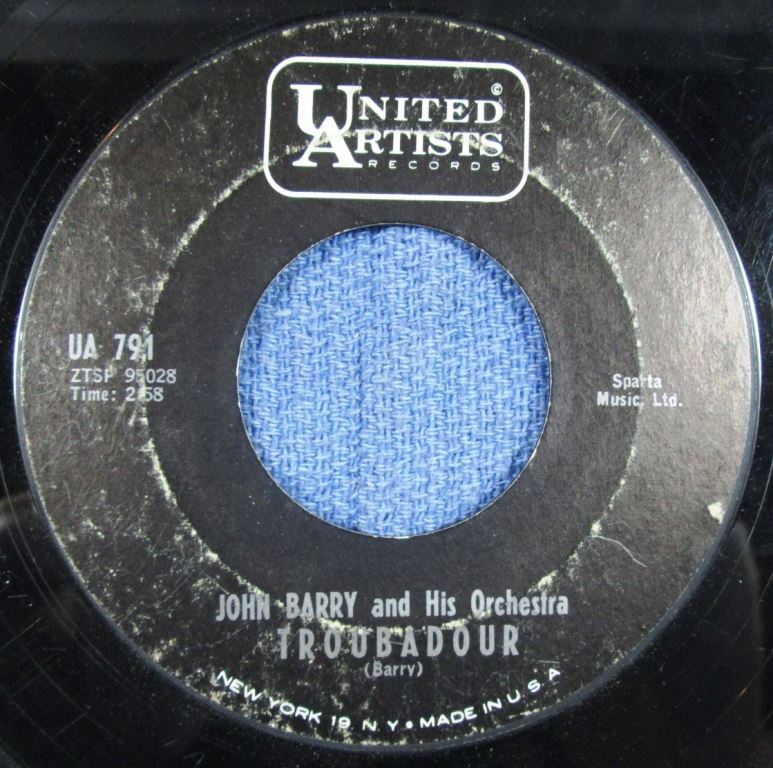 UNITED ©
ARTISTS
RECORDS
UA 791
ZTSP 95028
Time: 2:58
Sparta
Music. Ltd.
JOHN BARRY and His Orchestra
TROUBADOUR
(Barry)
NEW YORK 19, N.Y. • MADE IN U.S.A